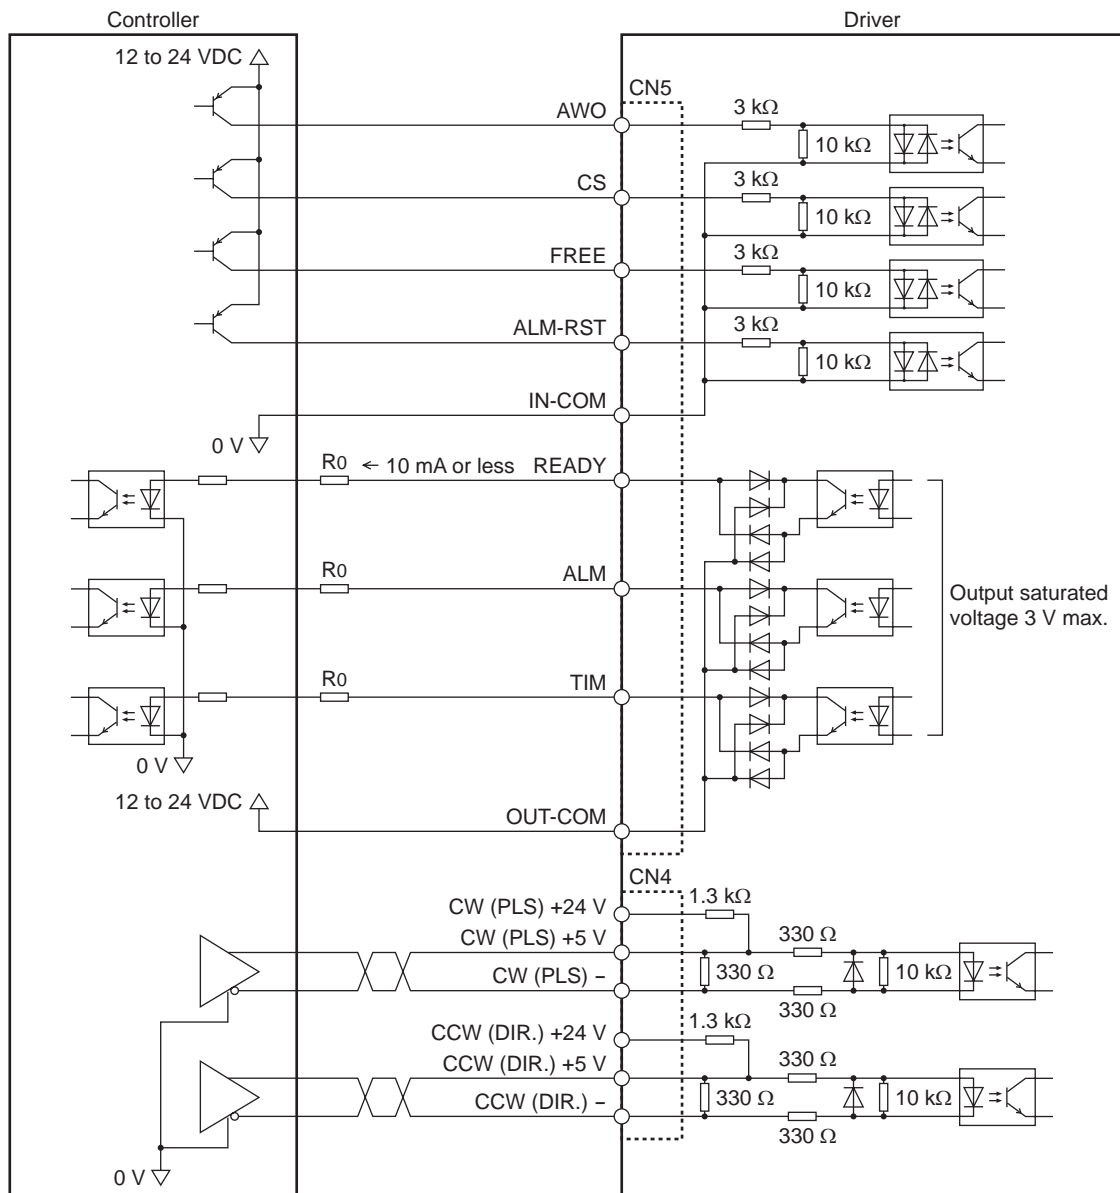 Controller
Driver
12 to 24 VDC
CN5
AWO
3 kΩ
10 kΩ
CS
3 kΩ
10 kΩ
FREE
3 kΩ
10 kΩ
ALM-RST
3 kΩ
10 kΩ
IN-COM
0 V
R0
← 10 mA or less
READY
R0
ALM
Output saturated
voltage 3 V max.
R0
TIM
0 V
12 to 24 VDC
OUT-COM
CN4
CW (PLS) +24 V
1.3 kΩ
CW (PLS) +5 V
330 Ω
CW (PLS) –
330 Ω
10 kΩ
330 Ω
CCW (DIR.) +24 V
1.3 kΩ
CCW (DIR.) +5 V
330 Ω
CCW (DIR.) –
330 Ω
10 kΩ
330 Ω
0 V